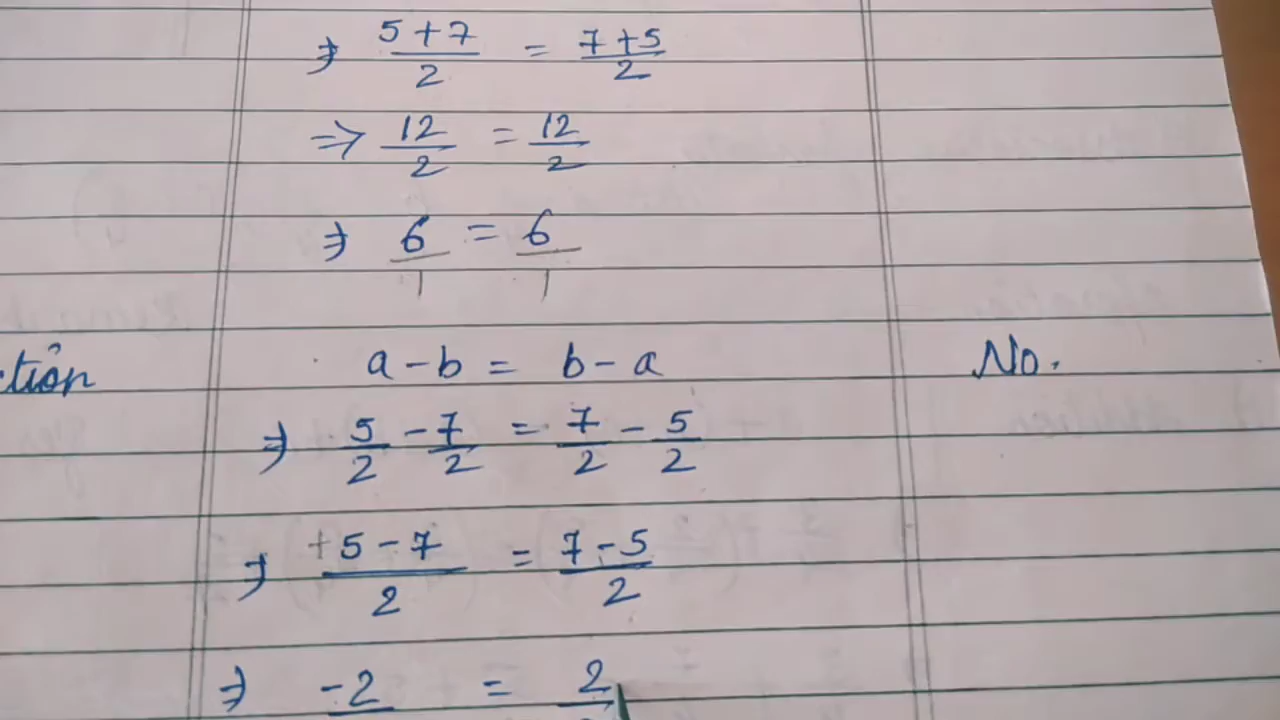 ⇒ 5+7/2 = 7+5/2
⇒ 12/2 = 12/2
⇒ 6/1 = 6/1
ction a-b = b-a No.
⇒ 5/2 - 7/2 = 7/2 - 5/2
⇒ +5-7/2 = 7-5/2
⇒ -2 = 2